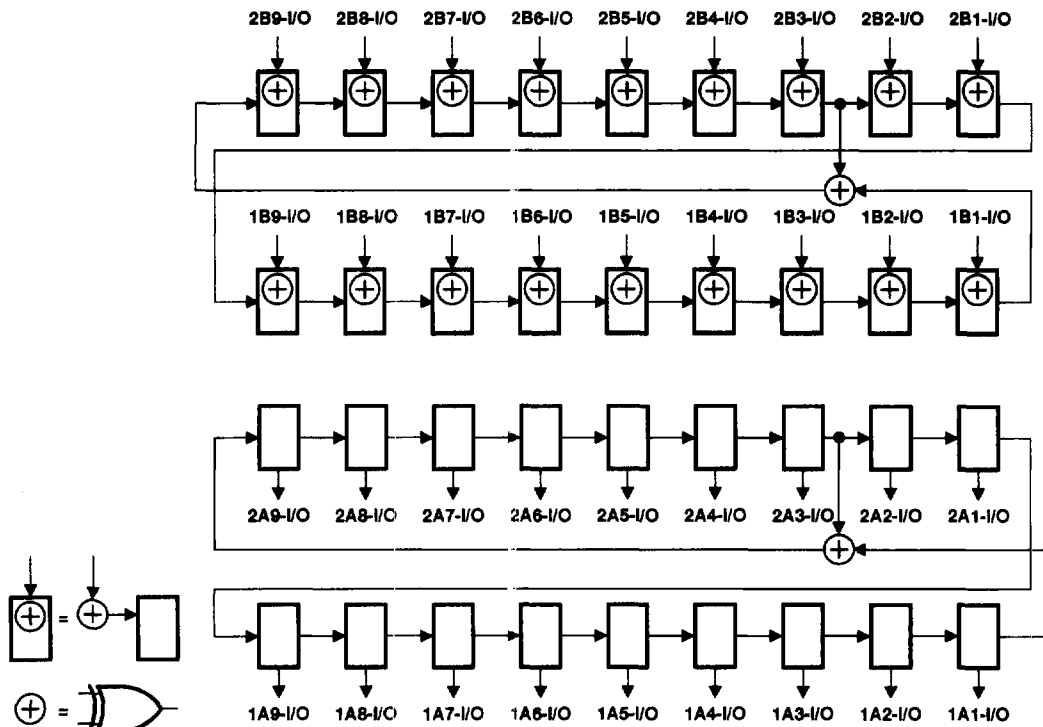 2B9-I/O 2B8-I/O 2B7-I/O 2B6-I/O 2B5-I/O 2B4-I/O 2B3-I/O 2B2-I/O 2B1-I/O
1B9-I/O 1B8-I/O 1B7-I/O 1B6-I/O 1B5-I/O 1B4-I/O 1B3-I/O 1B2-I/O 1B1-I/O
2A9-I/O 2A8-I/O 2A7-I/O 2A6-I/O 2A5-I/O 2A4-I/O 2A3-I/O 2A2-I/O 2A1-I/O
=
=
1A9-I/O 1A8-I/O 1A7-I/O 1A6-I/O 1A5-I/O 1A4-I/O 1A3-I/O 1A2-I/O 1A1-I/O